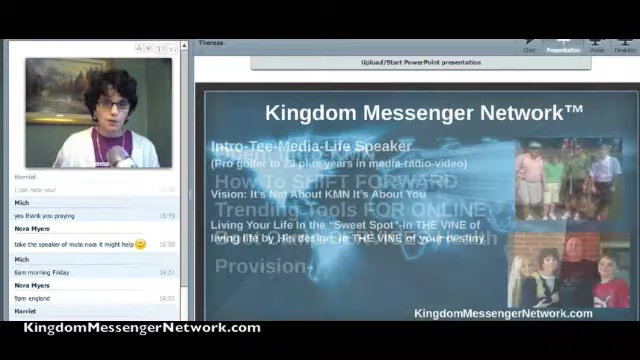 Therese
Chat
Presentation
Video
Desktop
Upload/Start PowerPoint presentation
Harriet
I can hear you!
Mich
yes thank you praying
15:59
Nora Myers
take the speaker of mute nora it might help
16:00
Mich
6am morning Friday
16:01
Nora Myers
9pm england
16:01
Harriet
Kingdom Messenger Network™
Intro-Tee-Media-Life Speaker
(Pro golfer to 23 plus years in media-radio-video)
How To SHIFT FORWARD
Vision: It's Not About KMN It's About You
Trending Tools FOR ONLINE
Living Your Life In the "Sweet Spot"-In THE VINE of
living life by His design, in THE VINE of your destiny.
Provision-
KingdomMessengerNetwork.com
KingdomMessengerNetwork.com